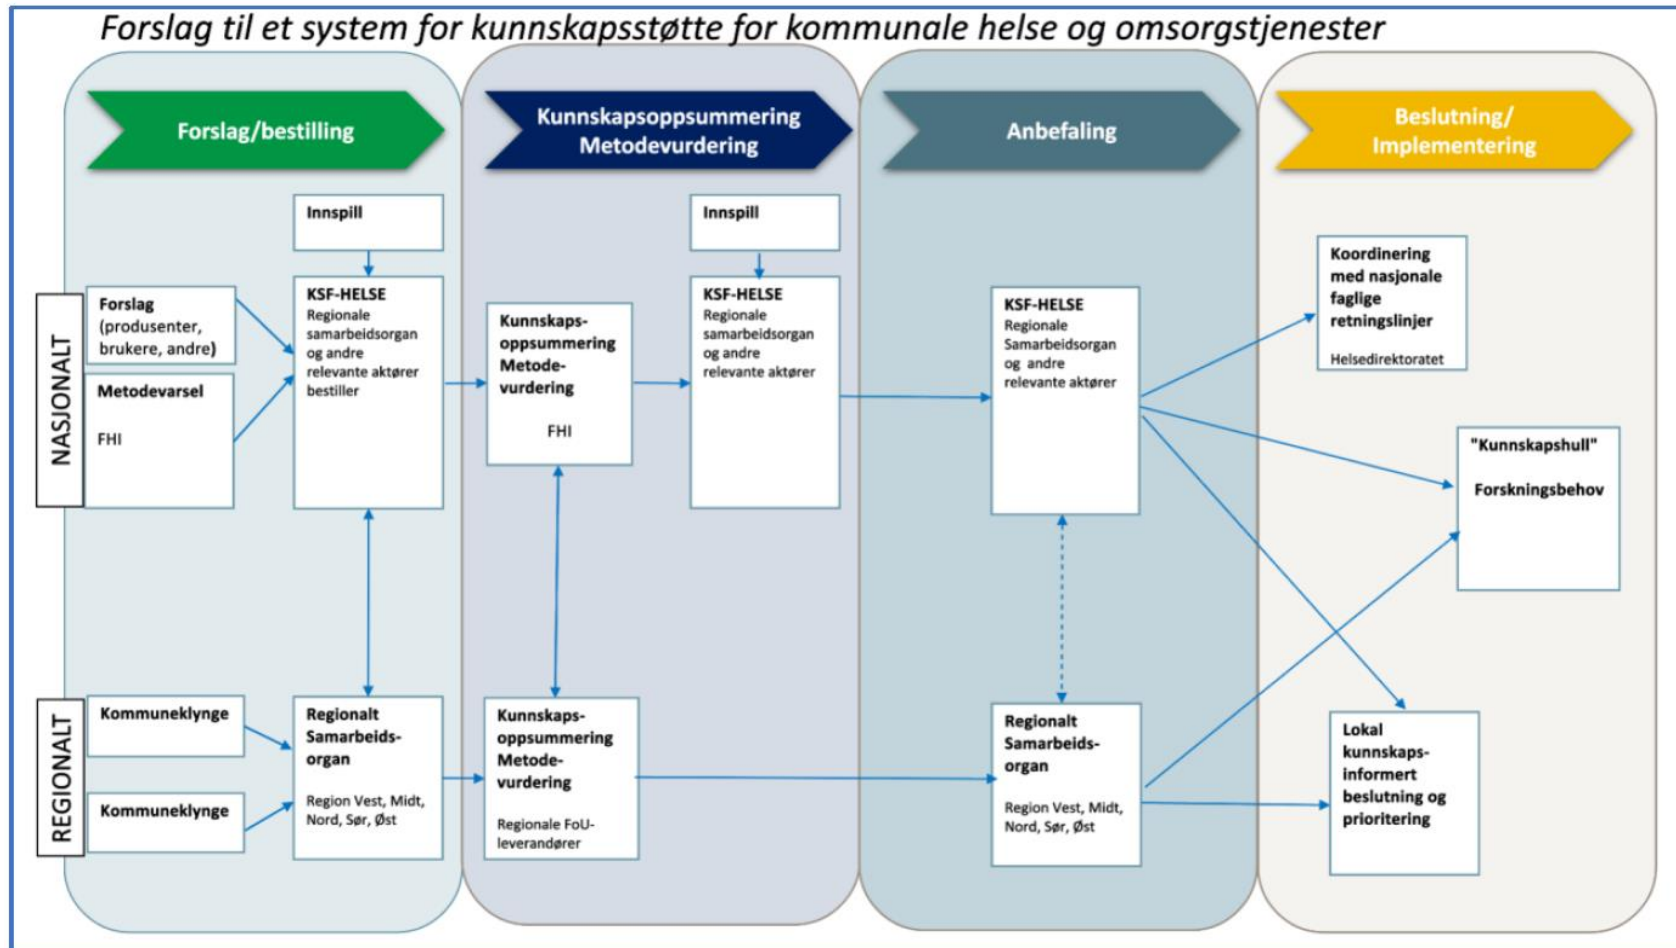 Forslag til et system for kunnskapsstøtte for kommunale helse og omsorgstjenester
Forslag/bestilling
Kunnskapsoppsummering
Metodevurdering
Anbefaling
Beslutning/
Implementering
NASJONALT
Innspill
Forslag
(produsenter,
brukere, andre)
Metodevarsel
FHI
KSF-HELSE
Regionale
samarbeidsorgan
og andre
relevante aktører
bestiller
Kunnskaps-
oppsummering
Metode-
vurdering
FHI
Innspill
KSF-HELSE
Regionale
samarbeidsorgan
og andre
relevante aktører
KSF-HELSE
Regionale
Samarbeidsorgan
og andre
relevante aktører
Koordinering
med nasjonale
faglige
retningslinjer
Helsedirektoratet
"Kunnskapshull"
Forskningsbehov
REGIONALT
Kommuneklynge
Kommuneklynge
Regionalt
Samarbeids-
organ
Region Vest, Midt,
Nord, Sør, Øst
Kunnskaps-
oppsummering
Metode-
vurdering
Regionale FoU-
leverandører
Regionalt
Samarbeids-
organ
Region Vest, Midt,
Nord, Sør, Øst
Lokal
kunnskaps-
informert
beslutning og
prioritering